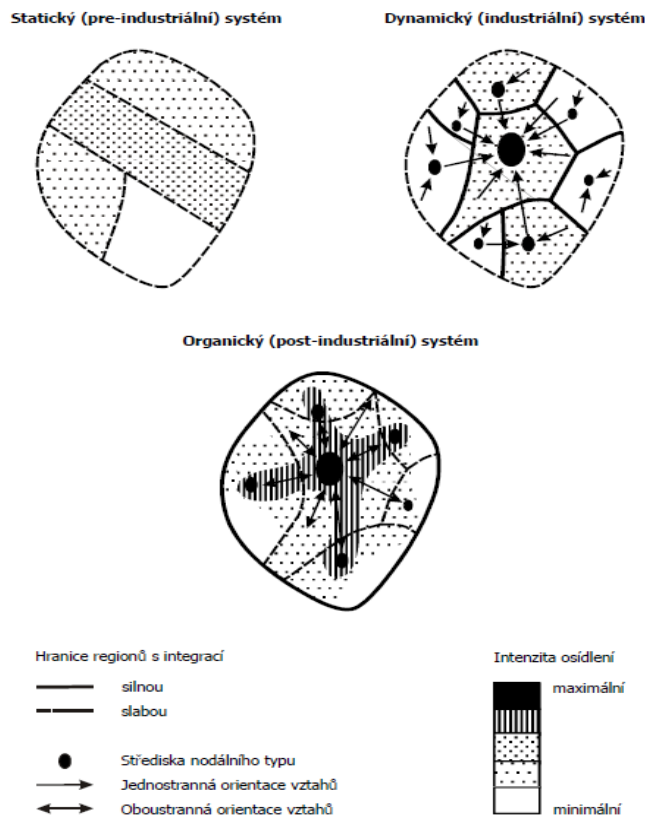 Statický (pre-industriální) systém
Dynamický (industriální) systém
Organický (post-industriální) systém
Hranice regionů s integrací
silnou
slabou
Střediska nodálního typu
Jednostranná orientace vztahů
Oboustranná orientace vztahů
Intenzita osídlení
maximální
minimální